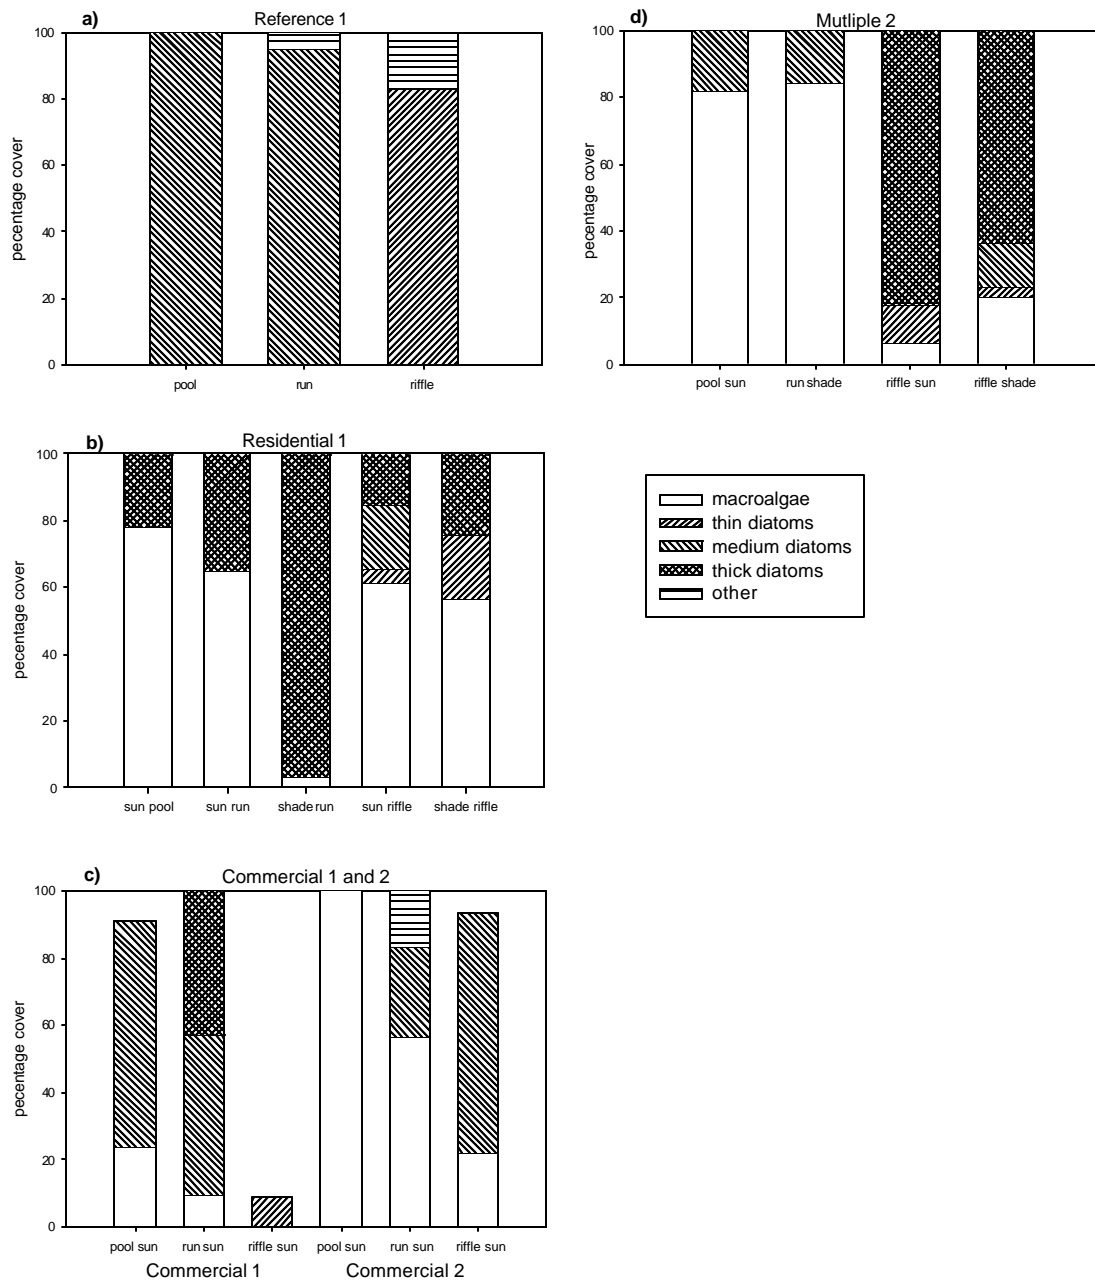 a)
Reference 1
100
80
60
40
20
0
pecentage cover
pool run riffle
d)
Mutliple 2
100
80
60
40
20
0
pecentage cover
pool sun run shade riffle sun riffle shade
b)
Residential 1
100
80
60
40
20
0
pecentage cover
sun pool sun run shade run sun riffle shade riffle
macroalgae
thin diatoms
medium diatoms
thick diatoms
other
c)
Commercial 1 and 2
100
80
60
40
20
0
pecentage cover
pool sun run sun riffle sun pool sun run sun riffle sun
Commercial 1 Commercial 2